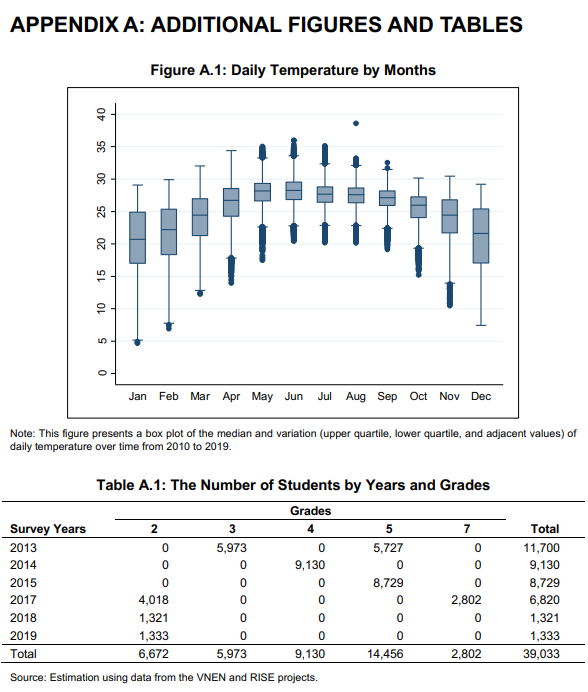 APPENDIX A: ADDITIONAL FIGURES AND TABLES
Figure A.1: Daily Temperature by Months
40
35
30
25
20
15
10
5
0
Jan Feb Mar Apr May Jun Jul Aug Sep Oct Nov Dec
Note: This figure presents a box plot of the median and variation (upper quartile, lower quartile, and adjacent values) of
daily temperature over time from 2010 to 2019.
Table A.1: The Number of Students by Years and Grades
Grades
Survey Years 2 3 4 5 7 Total
2013 0 5,973 0 5,727 0 11,700
2014 0 0 9,130 0 0 9,130
2015 0 0 0 8,729 0 8,729
2017 4,018 0 0 0 2,802 6,820
2018 1,321 0 0 0 0 1,321
2019 1,333 0 0 0 0 1,333
Total 6,672 5,973 9,130 14,456 2,802 39,033
Source: Estimation using data from the VNEN and RISE projects.